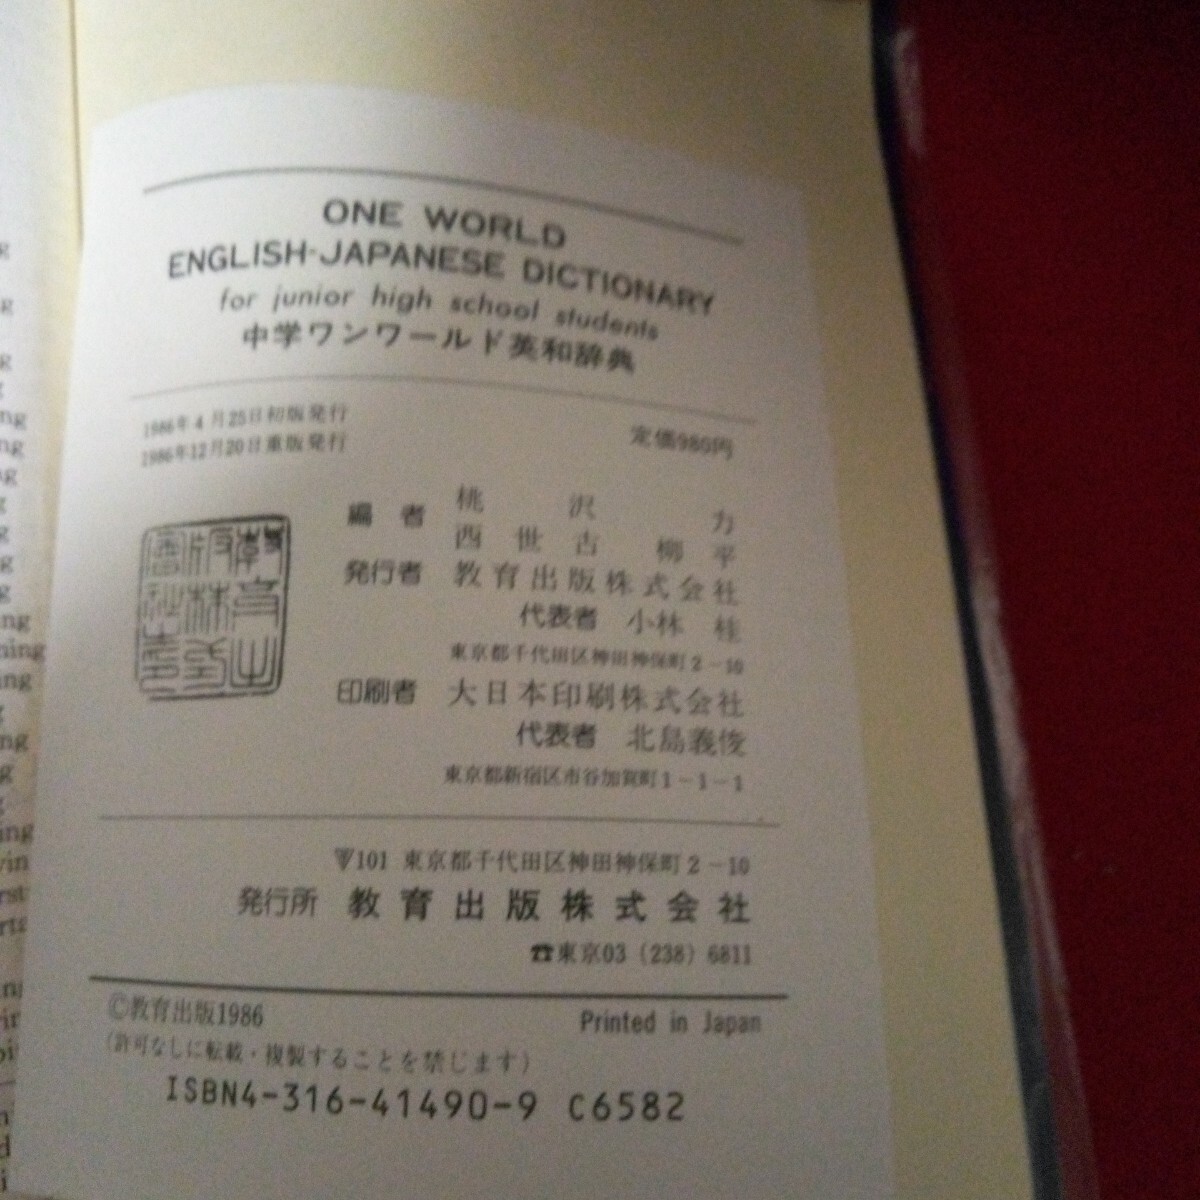 ONE WORLD
ENGLISH-JAPANESE DICTIONARY
for junior high school students
中学ワンワールド英和辞典
1986年4月25日初版発行
1986年12月20日重版発行
定価980円
編者 桃沢力
西世古柳平
発行者 教育出版株式会社
代表者 小林桂
東京都千代田区神田神保町2-10
印刷者 大日本印刷株式会社
代表者 北島義俊
東京都新宿区市谷加賀町1-1-1
〒101 東京都千代田区神田神保町2-10
発行所 教育出版株式会社
☎東京03(238)6811
©教育出版1986
Printed in Japan
(許可なしに転載・複製することを禁じます)
ISBN4-316-41490-9 C6582